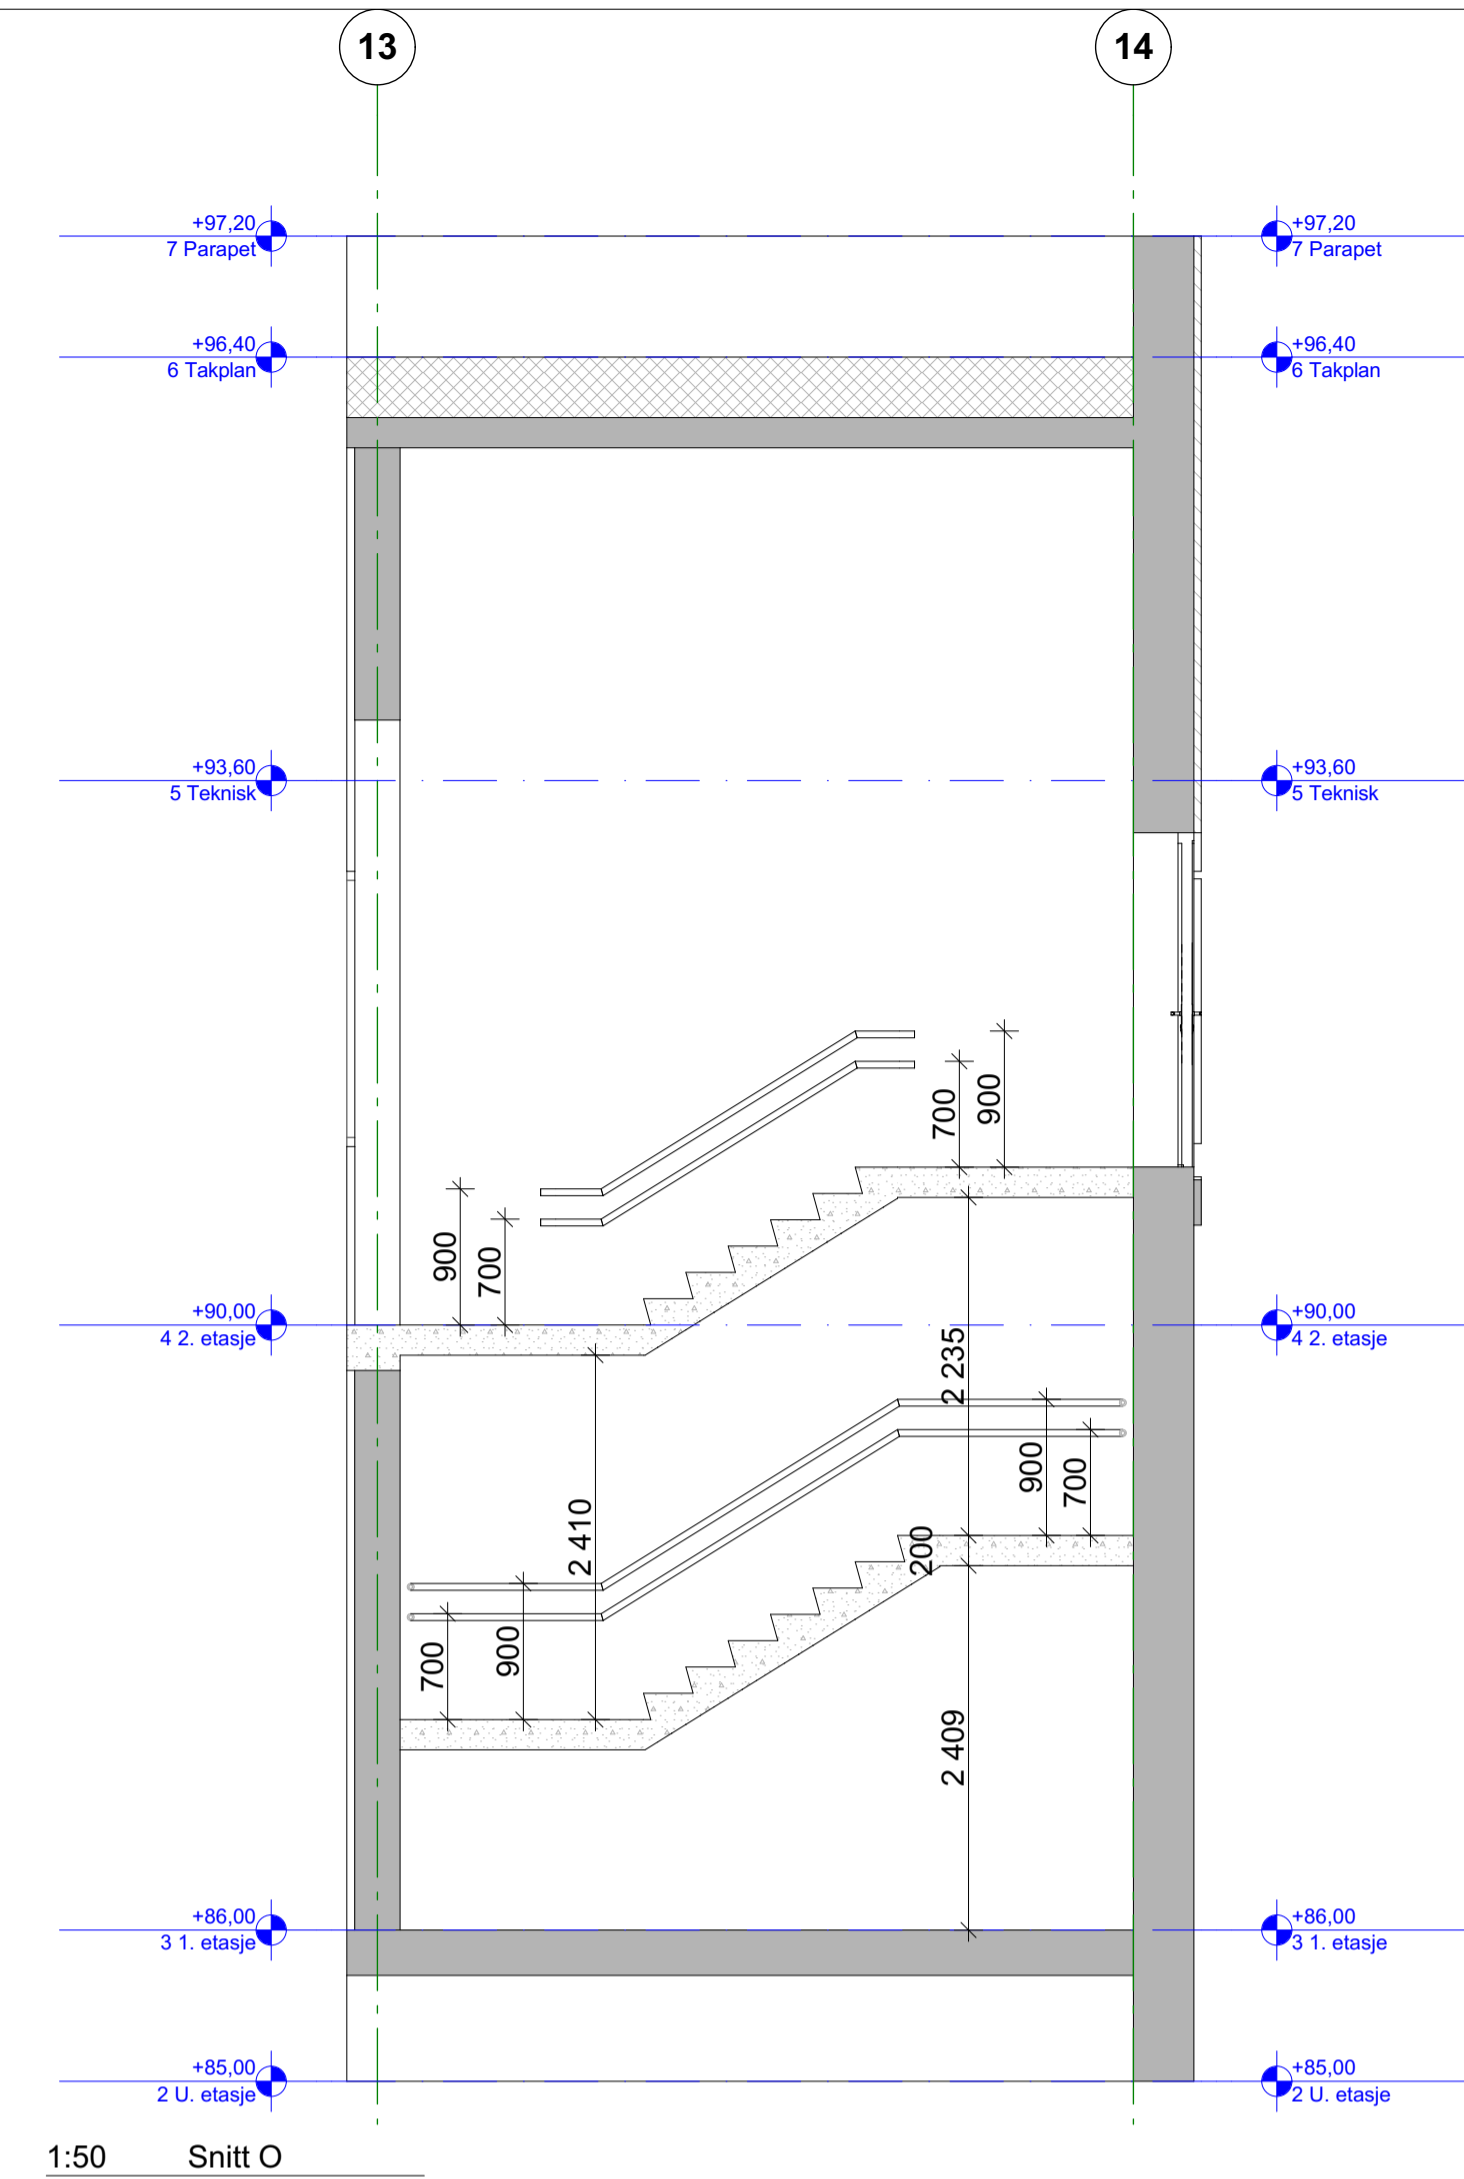 13
14
+97,20
7 Parapet
+97,20
7 Parapet
+96,40
6 Takplan
+96,40
6 Takplan
+93,60
5 Teknisk
+93,60
5 Teknisk
700
900
900
700
+90,00
4 2. etasje
+90,00
4 2. etasje
2 235
2 410
900
700
200
700
900
2 409
+86,00
3 1. etasje
+86,00
3 1. etasje
+85,00
2 U. etasje
+85,00
2 U. etasje
1:50 Snitt O